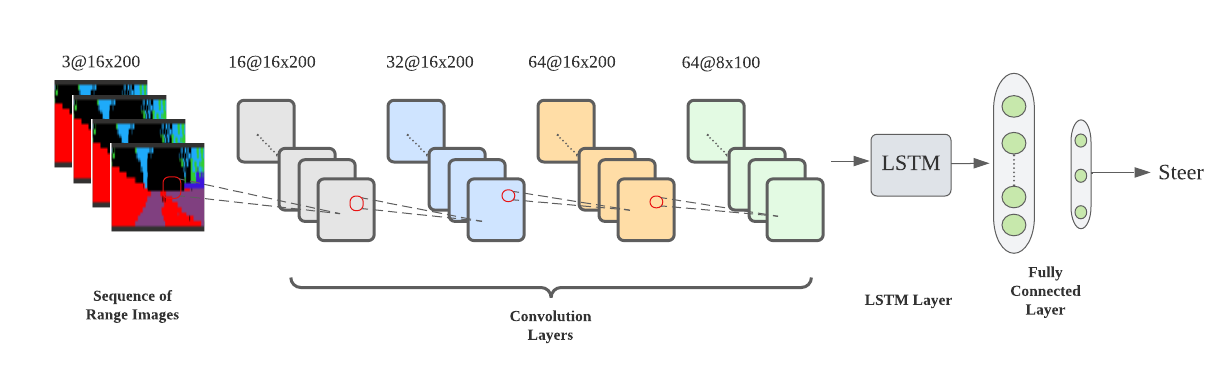 3@16x200
16@16x200
32@16x200
64@16x200
64@8x100
LSTM
Steer
Sequence of
Range Images
Convolution
Layers
LSTM Layer
Fully
Connected
Layer